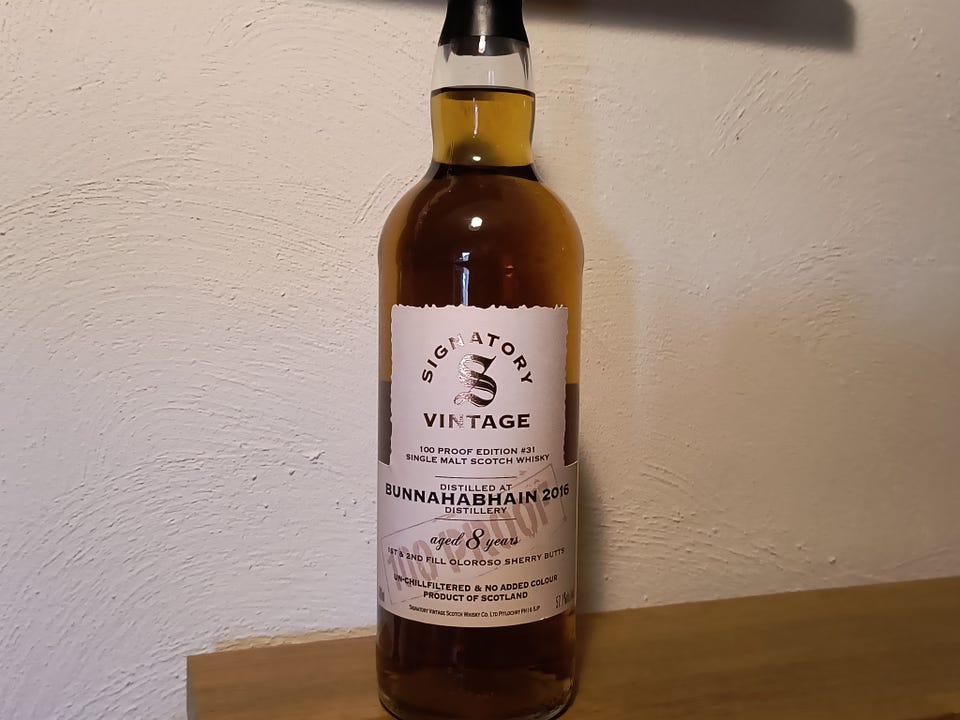 SIGNATORY
S
VINTAGE
100 PROOF EDITION #31
SINGLE MALT SCOTCH WHISKY
DISTILLED AT
BUNNAHABHAIN 2016
DISTILLERY
100 PROOF
aged 8 years
1ST & 2ND FILL OLOROSO SHERRY BUTTS
UN-CHILLFILTERED & NO ADDED COLOUR
PRODUCT OF SCOTLAND
57.1%
SIGNATORY VINTAGE SCOTCH WHISKY CO. LTD PITLOCHRY PH16 5JP